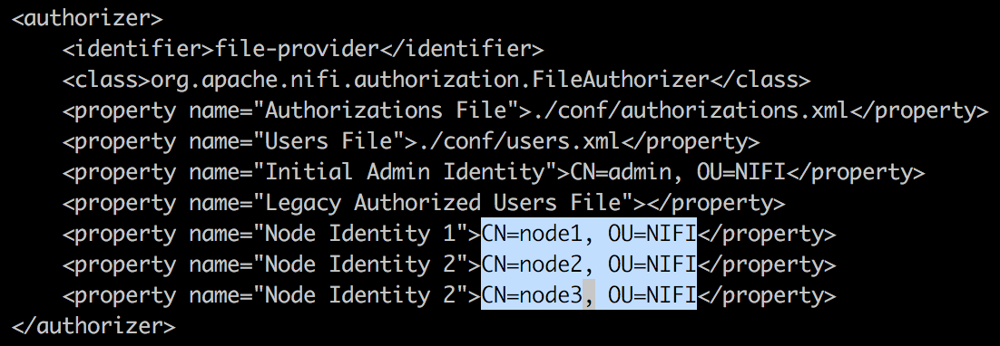 <authorizer>
    <identifier>file-provider</identifier>
    <class>org.apache.nifi.authorization.FileAuthorizer</class>
    <property name="Authorizations File">./conf/authorizations.xml</property>
    <property name="Users File">./conf/users.xml</property>
    <property name="Initial Admin Identity">CN=admin, OU=NIFI</property>
    <property name="Legacy Authorized Users File"></property>
    <property name="Node Identity 1">CN=node1, OU=NIFI</property>
    <property name="Node Identity 2">CN=node2, OU=NIFI</property>
    <property name="Node Identity 2">CN=node3, OU=NIFI</property>
</authorizer>